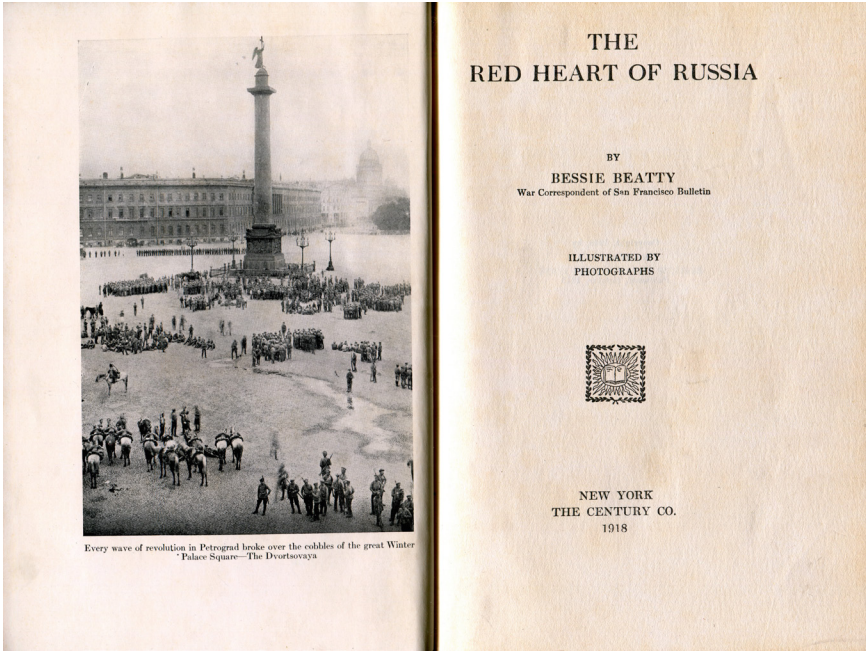 Every wave of revolution in Petrograd broke over the cobbles of the great Winter
Palace Square—The Dvortsovaya
THE
RED HEART OF RUSSIA
BY
BESSIE BEATTY
War Correspondent of San Francisco Bulletin
ILLUSTRATED BY
PHOTOGRAPHS
NEW YORK
THE CENTURY CO.
1918